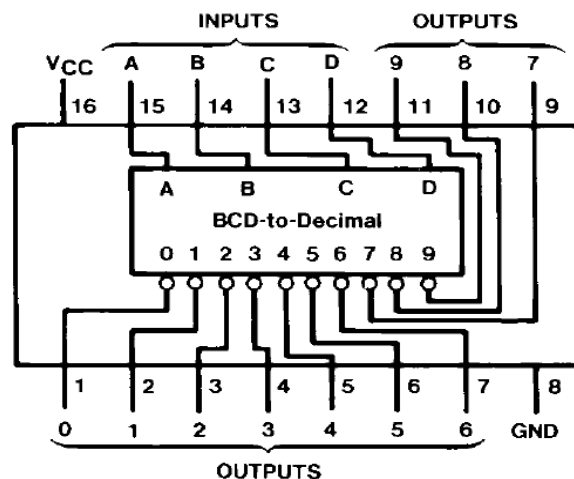 INPUTS OUTPUTS
VCC A B C D 9 8 7
16 15 14 13 12 11 10 9
A B C D
BCD-to-Decimal
0 1 2 3 4 5 6 7 8 9
1 2 3 4 5 6 7 8
0 1 2 3 4 5 6 GND
OUTPUTS